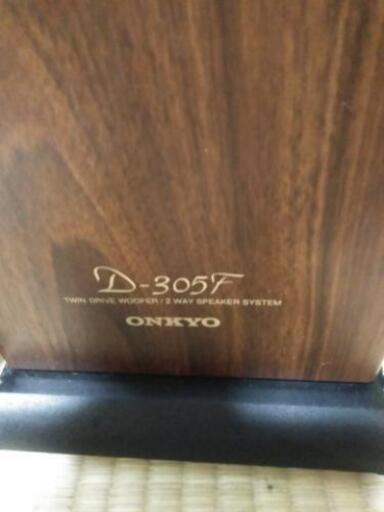 D-305F
TWIN DRIVE WOOFER / 2 WAY SPEAKER SYSTEM
ONKYO